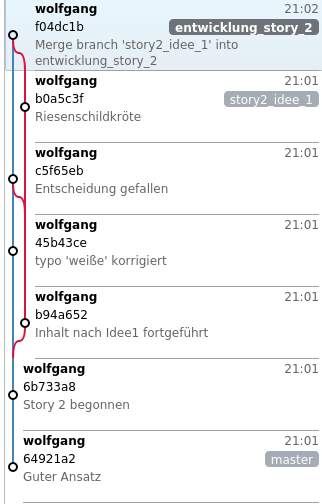 wolfgang 21:02
f04dc1b entwicklung_story_2
Merge branch 'story2_idee_1' into
entwicklung_story_2
wolfgang 21:01
b0a5c3f story2_idee_1
Riesenschildkröte
wolfgang 21:01
c5f65eb
Entscheidung gefallen
wolfgang 21:01
45b43ce
typo 'weiße' korrigiert
wolfgang 21:01
b94a652
Inhalt nach Idee1 fortgeführt
wolfgang 21:01
6b733a8
Story 2 begonnen
wolfgang 21:01
64921a2 master
Guter Ansatz